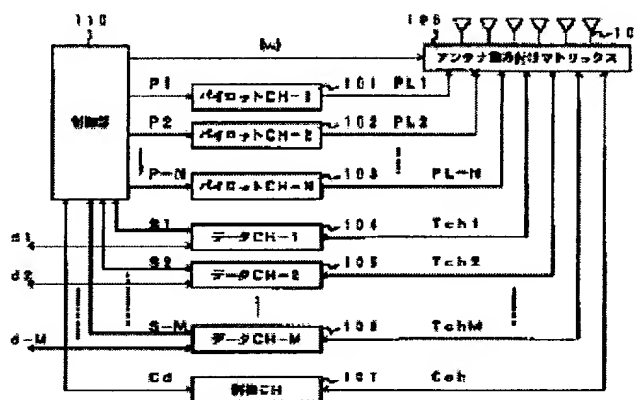 110
10
アンテナ重み付けマトリックス
制御部
P1 パイロットCH-1 101 PL1
P2 パイロットCH-2 102 PL2
P-N パイロットCH-N 103 PL-N
S1 データCH-1 104 Tch1
d1
S2 データCH-2 105 Tch2
d2
S-M データCH-M TchM
d-M
Cd 制御CH 107 Cch